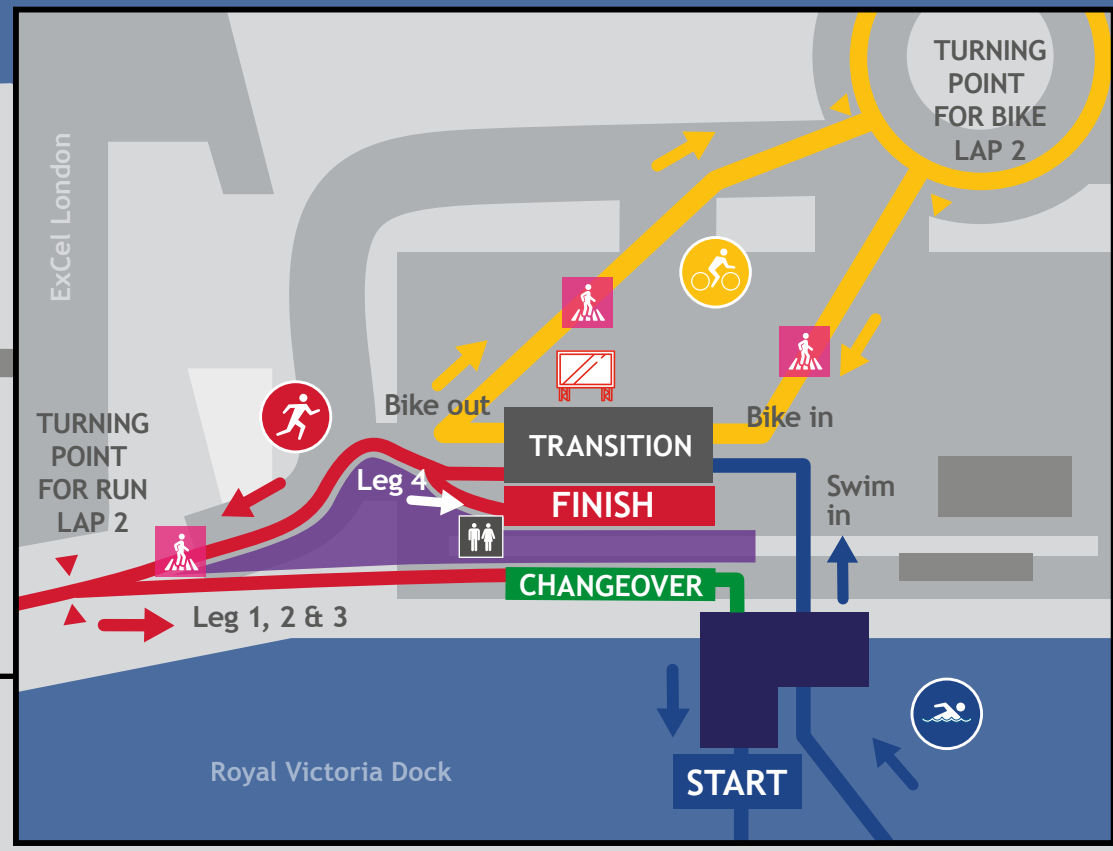 TURNING
POINT
FOR BIKE
LAP 2
ExCel London
Bike out
Bike in
TURNING
POINT
FOR RUN
LAP 2
TRANSITION
Leg 4
Swim
in
FINISH
CHANGEOVER
Leg 1, 2 & 3
Royal Victoria Dock
START